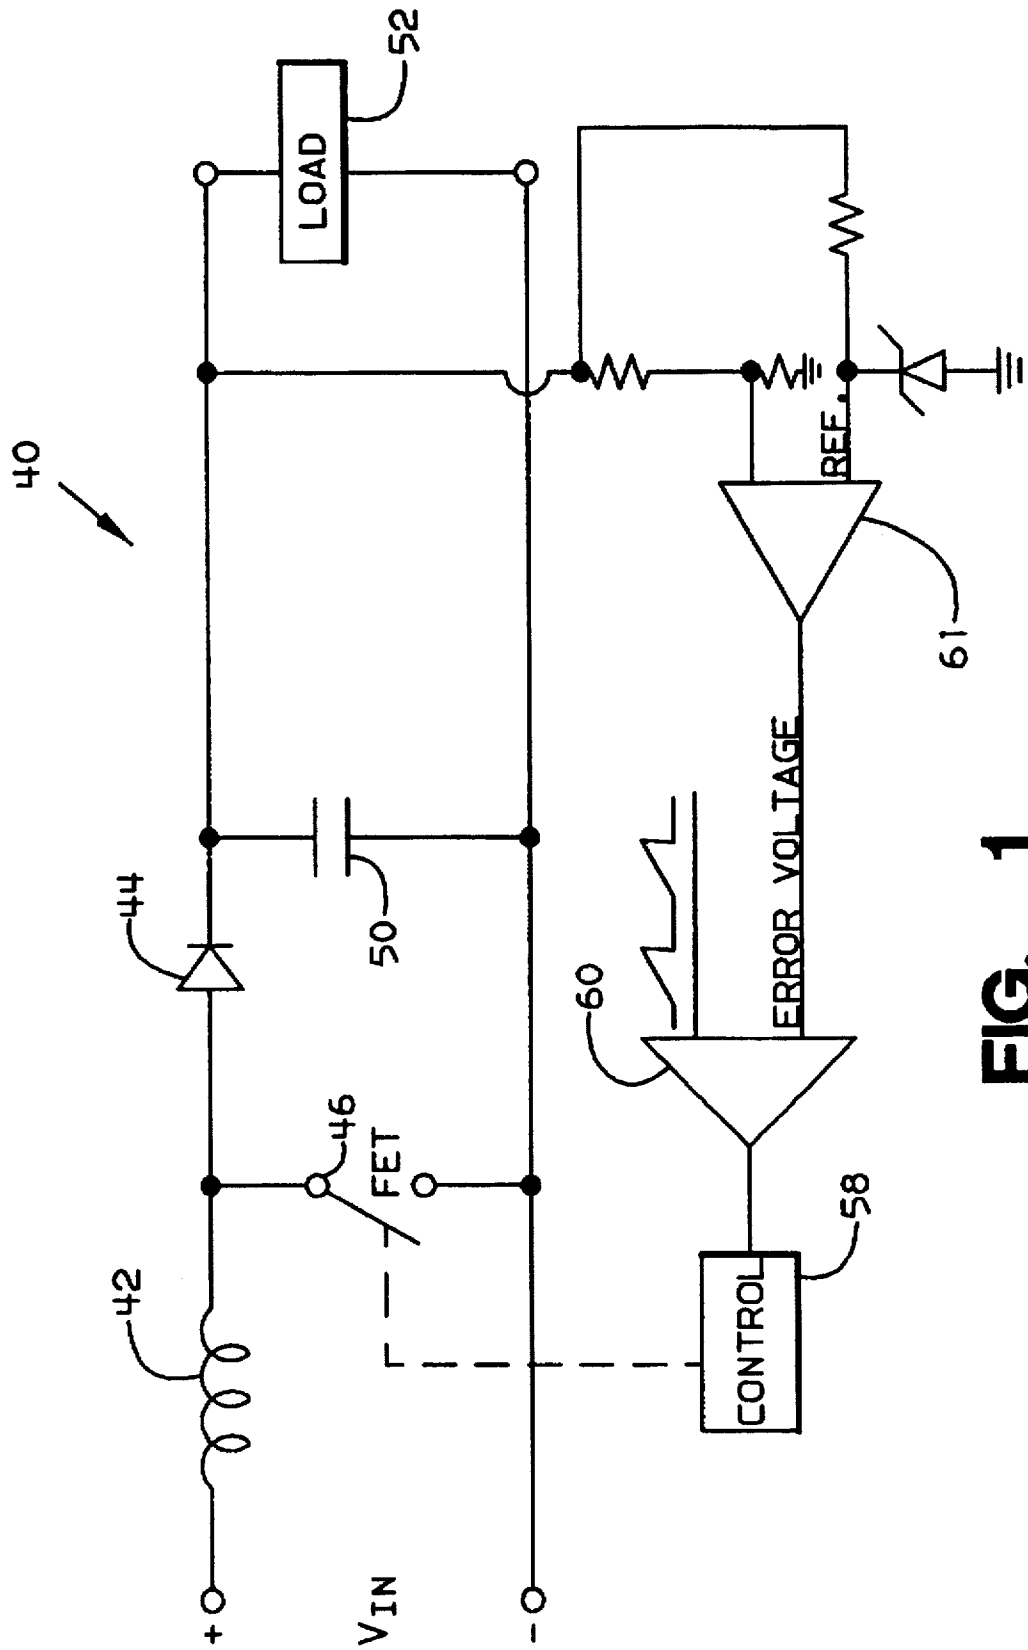 40
42
44
52
+
VIN
-
46
FET
50
LOAD
60
REF.
CONTROL
58
ERROR VOLTAGE
61
FIG. 1